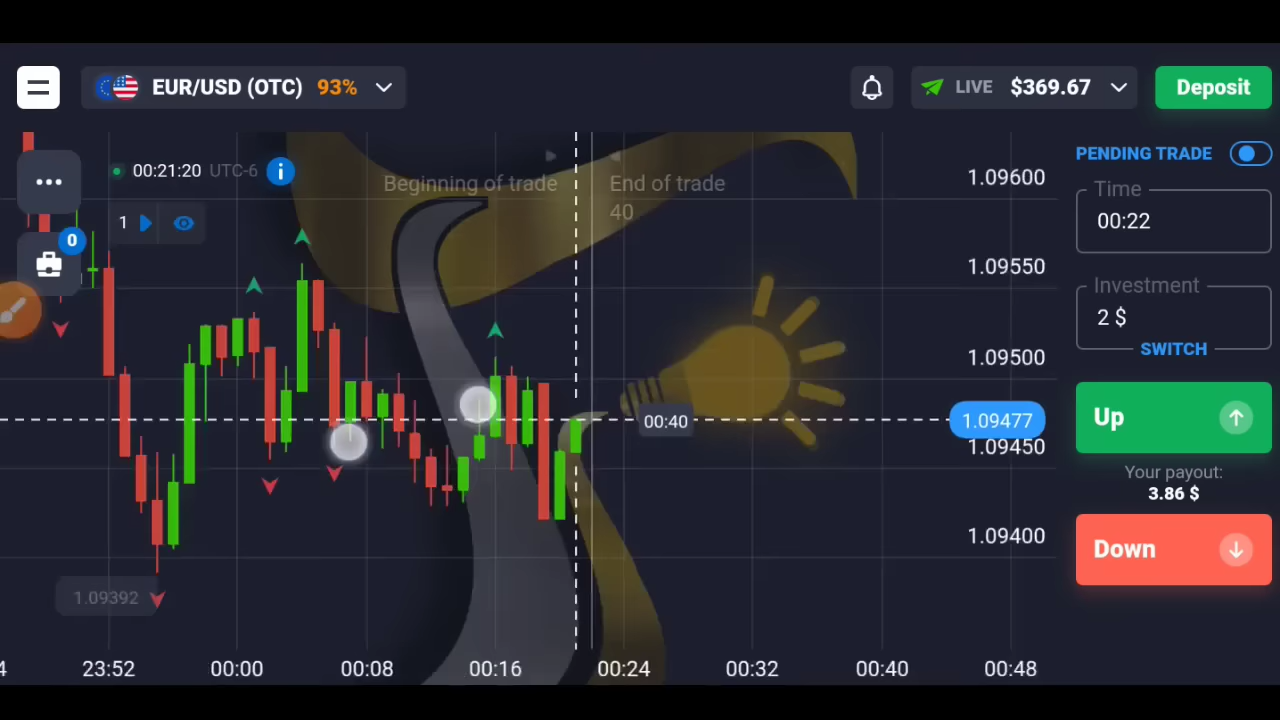 EUR/USD (OTC) 93%
LIVE $369.67
Deposit
00:21:20 UTC-6
Beginning of trade
End of trade
40
1
0
PENDING TRADE
Time
00:22
Investment
2 $
SWITCH
Up
Your payout:
3.86 $
Down
1.09600
1.09550
1.09500
00:40
1.09477
1.09450
1.09400
1.09392
4
23:52
00:00
00:08
00:16
00:24
00:32
00:40
00:48